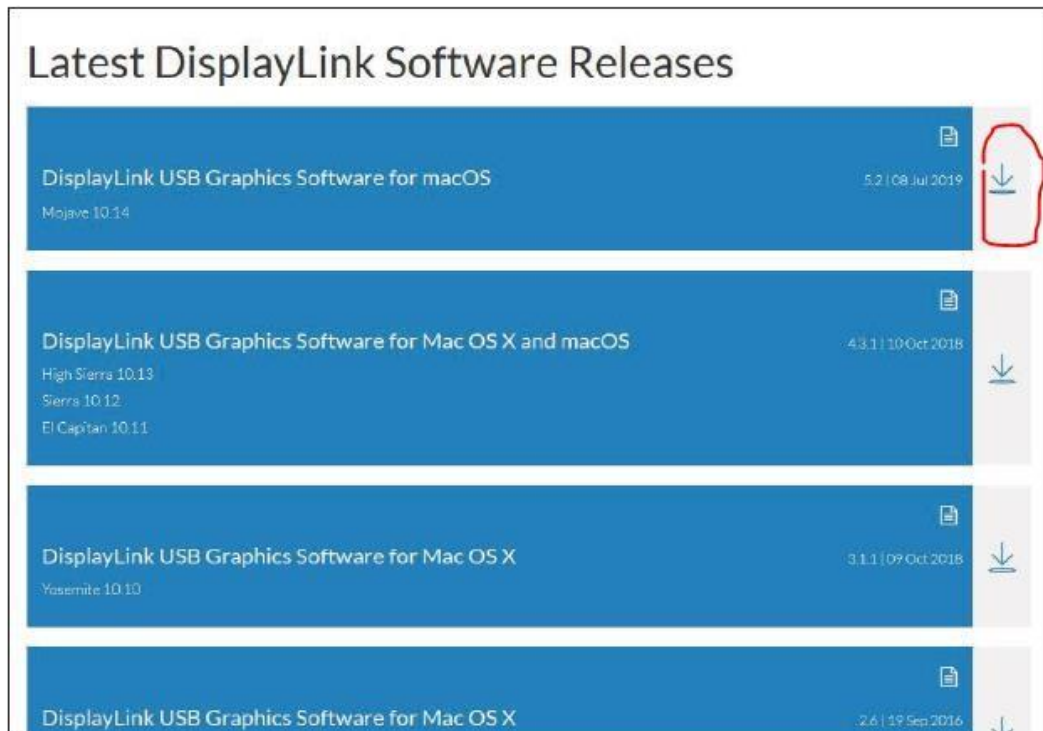 Latest DisplayLink Software Releases
DisplayLink USB Graphics Software for macOS
5.2 | 08 Jul 2019
Mojave 10.14
DisplayLink USB Graphics Software for Mac OS X and macOS
4.3.1 | 10 Oct 2018
High Sierra 10.13
Sierra 10.12
El Capitan 10.11
DisplayLink USB Graphics Software for Mac OS X
3.1.1 | 09 Oct 2018
Yosemite 10.10
DisplayLink USB Graphics Software for Mac OS X
2.6 | 19 Sep 2016